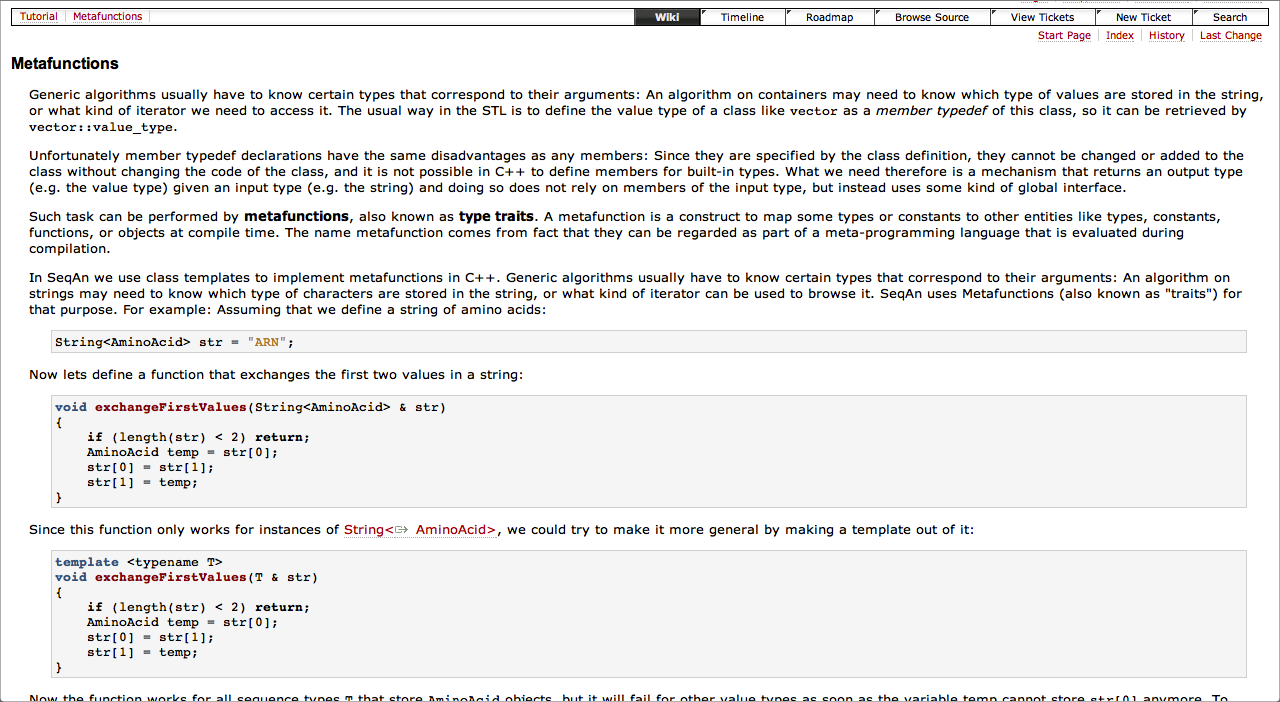 Tutorial Metafunctions Wiki Timeline Roadmap Browse Source View Tickets New Ticket Search
Start Page Index History Last Change
Metafunctions
Generic algorithms usually have to know certain types that correspond to their arguments: An algorithm on containers may need to know which type of values are stored in the string,
or what kind of iterator we need to access it. The usual way in the STL is to define the value type of a class like vector as a member typedef of this class, so it can be retrieved by
vector::value_type.
Unfortunately member typedef declarations have the same disadvantages as any members: Since they are specified by the class definition, they cannot be changed or added to the
class without changing the code of the class, and it is not possible in C++ to define members for built-in types. What we need therefore is a mechanism that returns an output type
(e.g. the value type) given an input type (e.g. the string) and doing so does not rely on members of the input type, but instead uses some kind of global interface.
Such task can be performed by metafunctions, also known as type traits. A metafunction is a construct to map some types or constants to other entities like types, constants,
functions, or objects at compile time. The name metafunction comes from fact that they can be regarded as part of a meta-programming language that is evaluated during
compilation.
In SeqAn we use class templates to implement metafunctions in C++. Generic algorithms usually have to know certain types that correspond to their arguments: An algorithm on
strings may need to know which type of characters are stored in the string, or what kind of iterator can be used to browse it. SeqAn uses Metafunctions (also known as "traits") for
that purpose. For example: Assuming that we define a string of amino acids:
String<AminoAcid> str = "ARN";
Now lets define a function that exchanges the first two values in a string:
void exchangeFirstValues(String<AminoAcid> & str)
{
    if (length(str) < 2) return;
    AminoAcid temp = str[0];
    str[0] = str[1];
    str[1] = temp;
}
Since this function only works for instances of String< AminoAcid>, we could try to make it more general by making a template out of it:
template <typename T>
void exchangeFirstValues(T & str)
{
    if (length(str) < 2) return;
    AminoAcid temp = str[0];
    str[0] = str[1];
    str[1] = temp;
}
Now the function works for all sequence types T that store AminoAcid objects, but it will fail for other value types as soon as the variable temp cannot store str[0] anymore. To